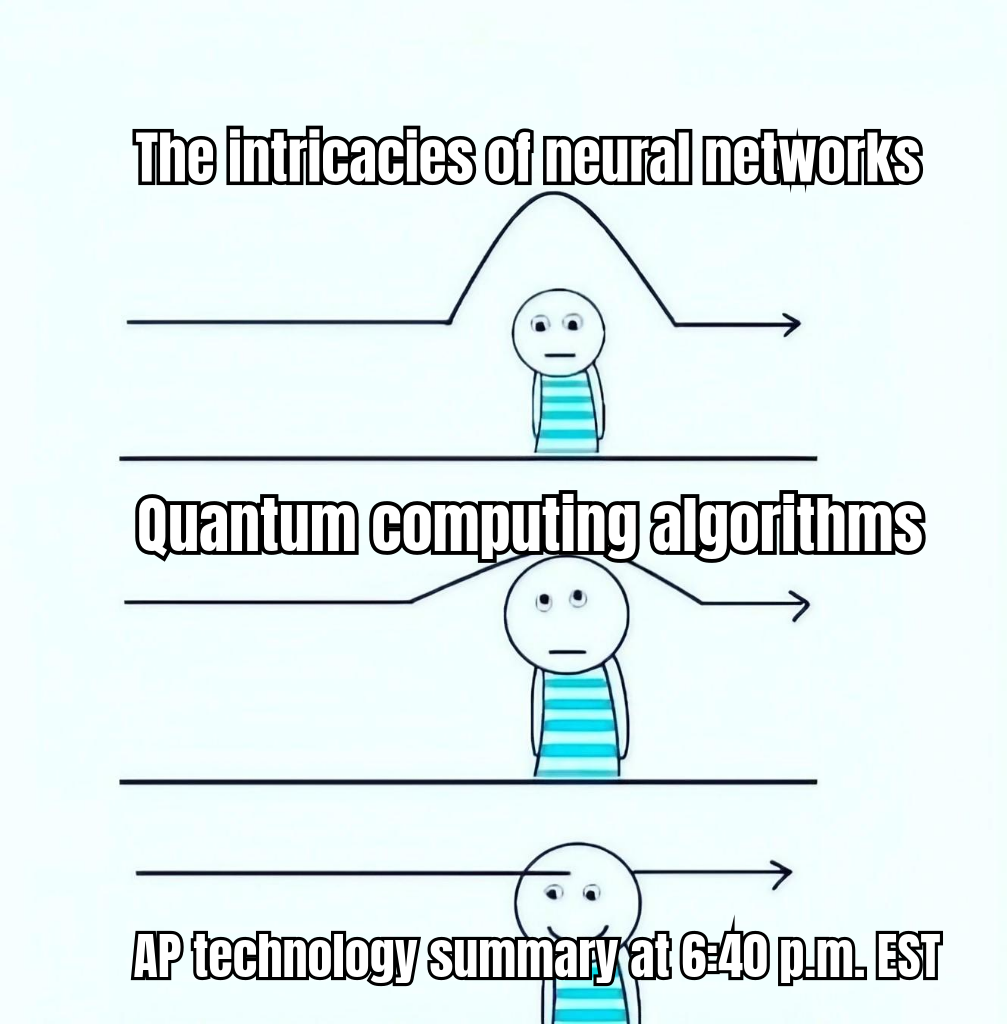 The intricacies of neural networks
Quantum computing algorithms
AP technology summary at 6:40 p.m. EST